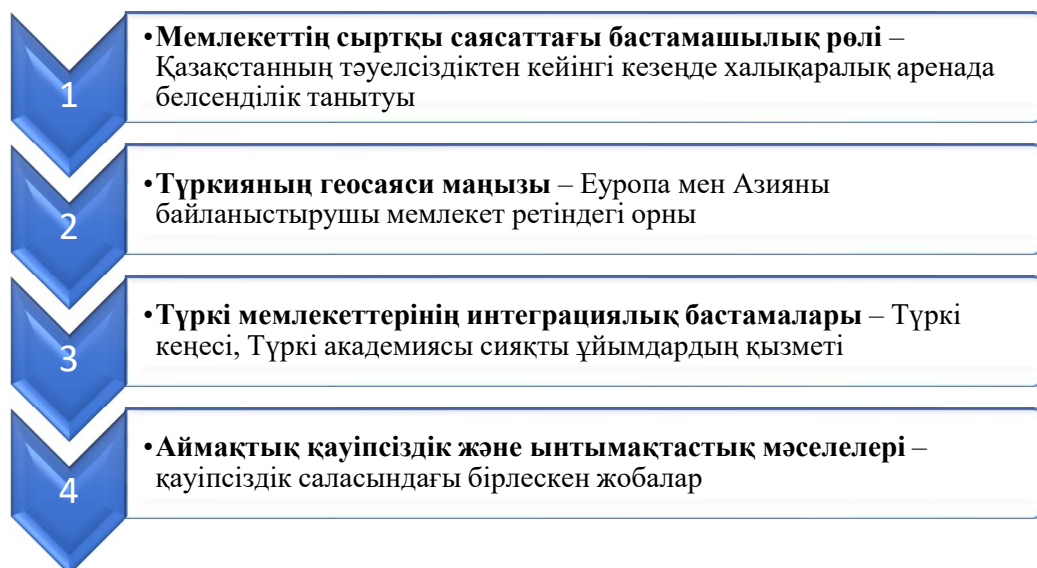 1
•Мемлекеттің сыртқы саясаттағы бастамашылық рөлі –
Қазақстанның тәуелсіздіктен кейінгі кезеңде халықаралық аренада
белсенділік танытуы
2
•Түркияның геосаяси маңызы – Еуропа мен Азияны
байланыстырушы мемлекет ретіндегі орны
3
•Түркі мемлекеттерінің интеграциялық бастамалары – Түркі
кеңесі, Түркі академиясы сияқты ұйымдардың қызметі
4
•Аймақтық қауіпсіздік және ынтымақтастық мәселелері –
қауіпсіздік саласындағы бірлескен жобалар